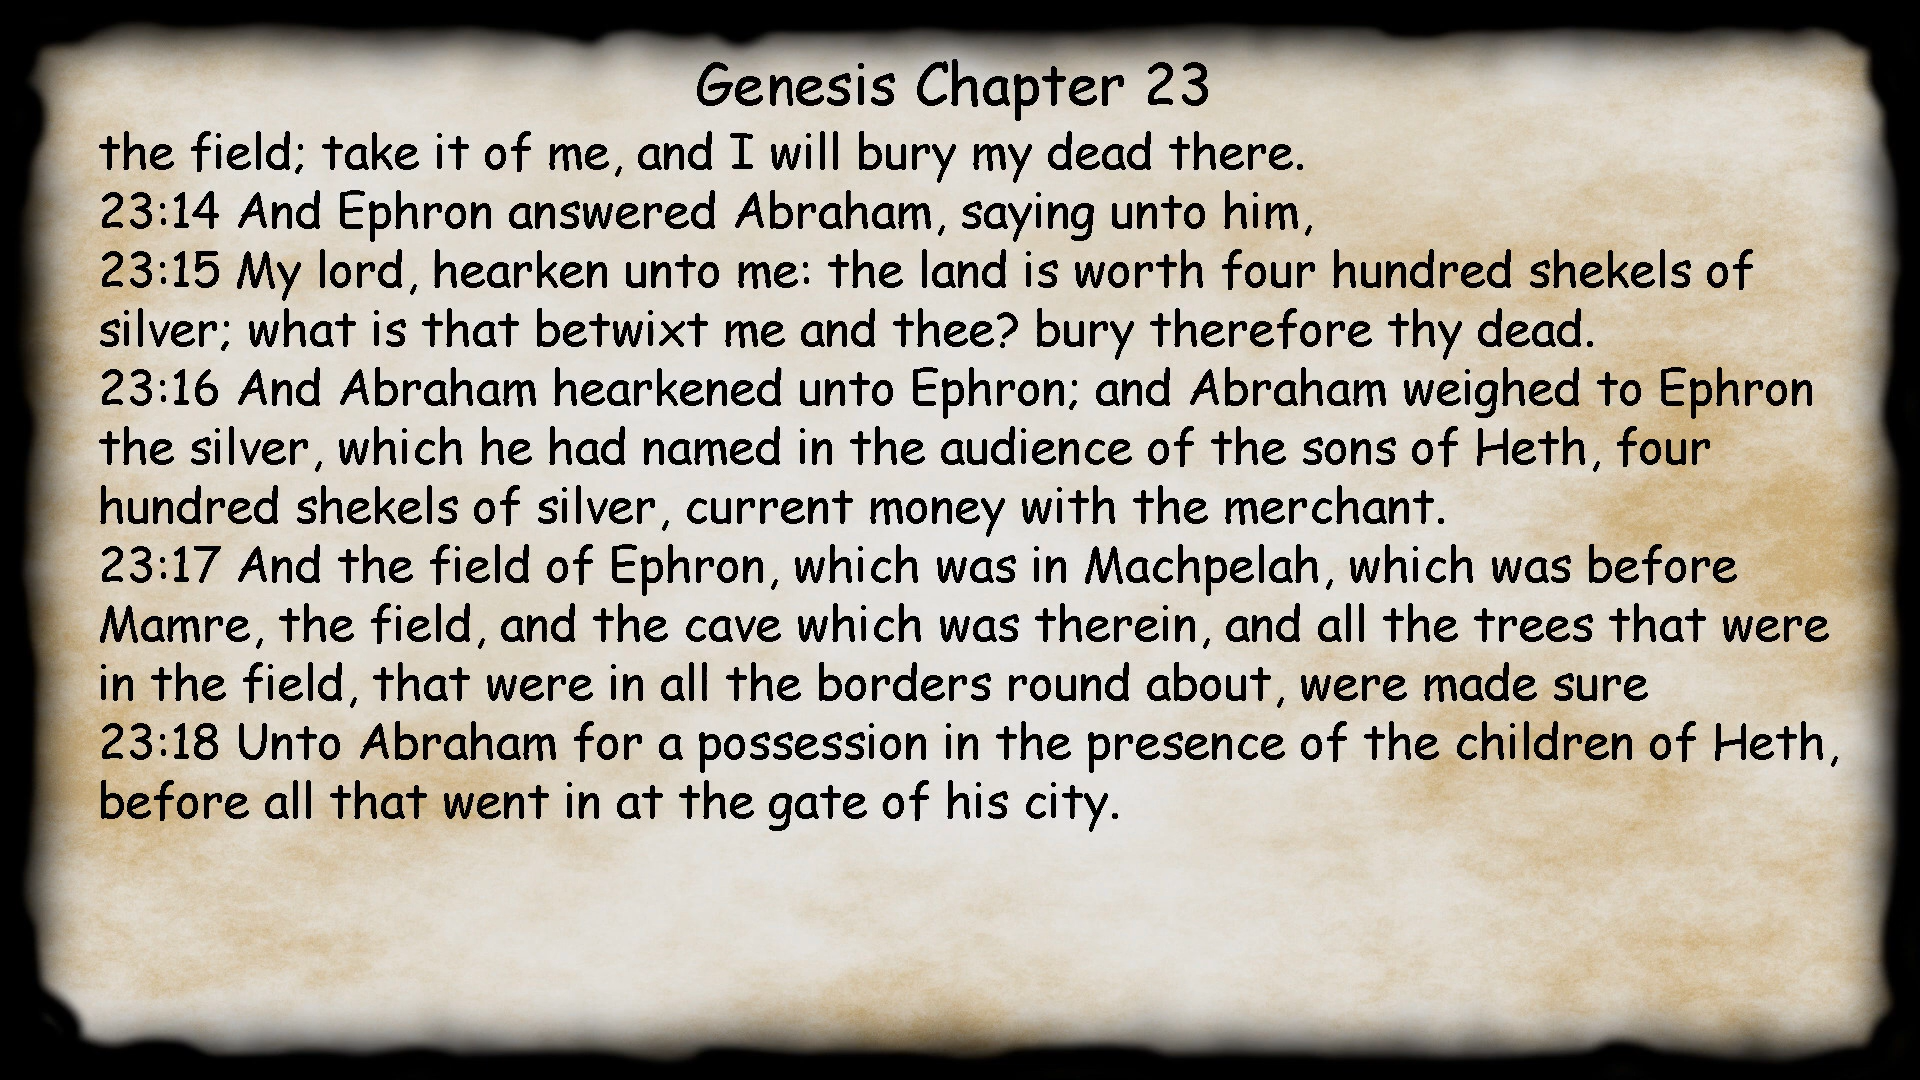 Genesis Chapter 23
the field; take it of me, and I will bury my dead there.
23:14 And Ephron answered Abraham, saying unto him,
23:15 My lord, hearken unto me: the land is worth four hundred shekels of
silver; what is that betwixt me and thee? bury therefore thy dead.
23:16 And Abraham hearkened unto Ephron; and Abraham weighed to Ephron
the silver, which he had named in the audience of the sons of Heth, four
hundred shekels of silver, current money with the merchant.
23:17 And the field of Ephron, which was in Machpelah, which was before
Mamre, the field, and the cave which was therein, and all the trees that were
in the field, that were in all the borders round about, were made sure
23:18 Unto Abraham for a possession in the presence of the children of Heth,
before all that went in at the gate of his city.